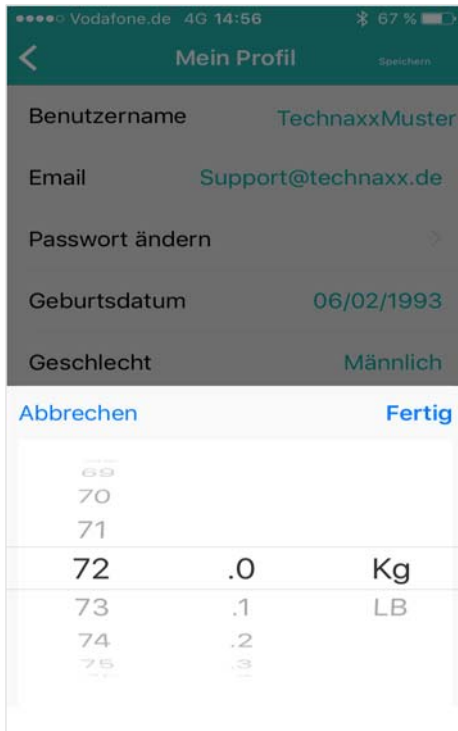 Vodafone.de 4G 14:56 67 %
Mein Profil Speichern
Benutzername TechnaxxMuster
Email Support@technaxx.de
Passwort ändern
Geburtsdatum 06/02/1993
Geschlecht Männlich
Abbrechen Fertig
69
70
71
72 .0 Kg
73 .1 LB
74 .2
75 .3